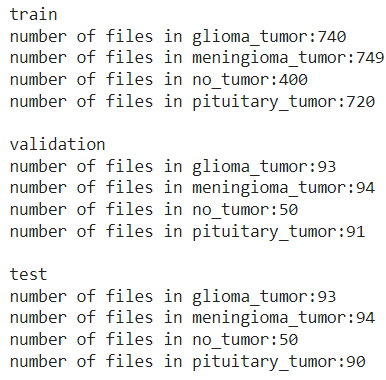 train
number of files in glioma_tumor:740
number of files in meningioma_tumor:749
number of files in no_tumor:400
number of files in pituitary_tumor:720

validation
number of files in glioma_tumor:93
number of files in meningioma_tumor:94
number of files in no_tumor:50
number of files in pituitary_tumor:91

test
number of files in glioma_tumor:93
number of files in meningioma_tumor:94
number of files in no_tumor:50
number of files in pituitary_tumor:90